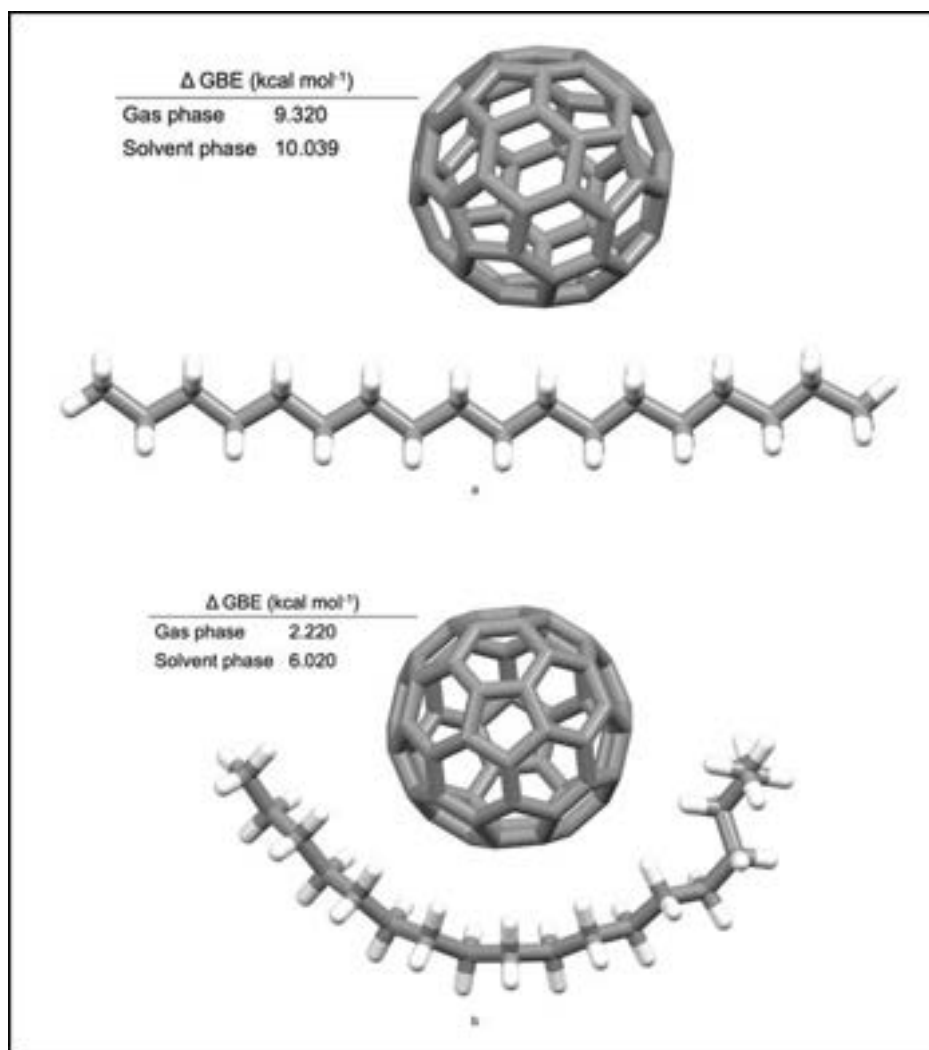 Δ GBE (kcal mol⁻¹)
Gas phase 9.320
Solvent phase 10.039
a
Δ GBE (kcal mol⁻¹)
Gas phase 2.220
Solvent phase 6.020
b